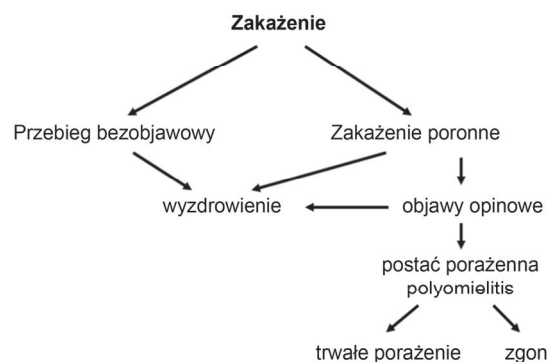 Zakażenie
Przebieg bezobjawowy
Zakażenie poronne
wyzdrowienie
objawy opinowe
postać porażenna
polyomielitis
trwałe porażenie
zgon